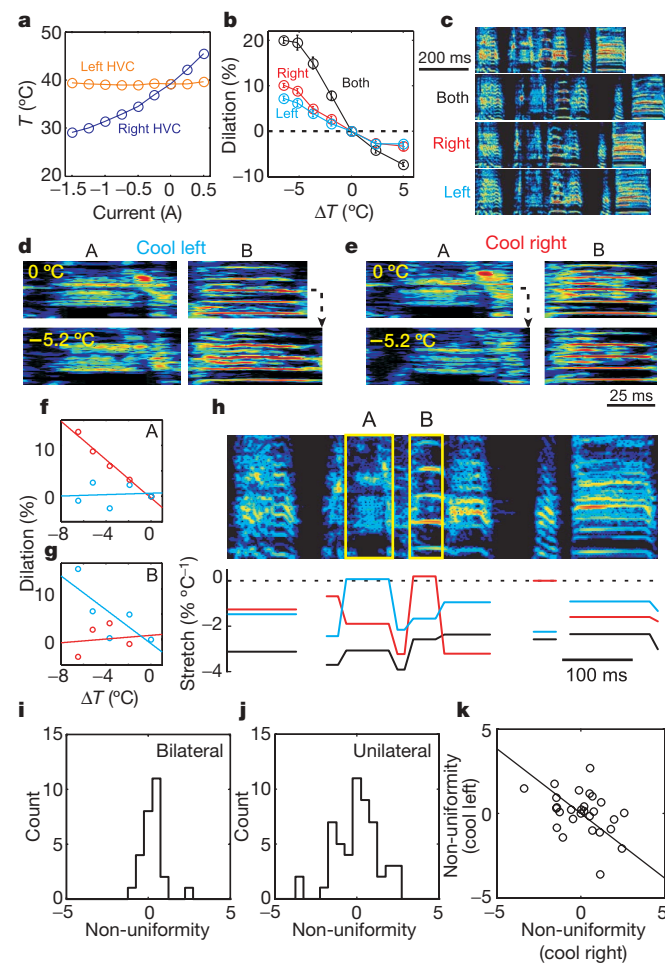 a
T (°C)
40
30
20
Left HVC
Right HVC
−1.5
−1
−0.5
0
0.5
Current (A)
b
Dilation (%)
20
10
0
−10
Both
Right
Left
−5
0
5
ΔT (°C)
c
200 ms
Both
Right
Left
d
Cool left
A
B
0 °C
−5.2 °C
e
Cool right
A
B
0 °C
−5.2 °C
25 ms
f
A
10
0
−8
−4
0
Dilation (%)
g
B
10
0
−8
−4
0
ΔT (°C)
h
A
B
Stretch (% °C−1)
0
−2
−4
100 ms
i
Bilateral
Count
15
10
5
0
−5
0
5
Non-uniformity
j
Unilateral
Count
15
10
5
0
−5
0
5
Non-uniformity
k
Non-uniformity
(cool left)
5
0
−5
−5
0
5
Non-uniformity
(cool right)